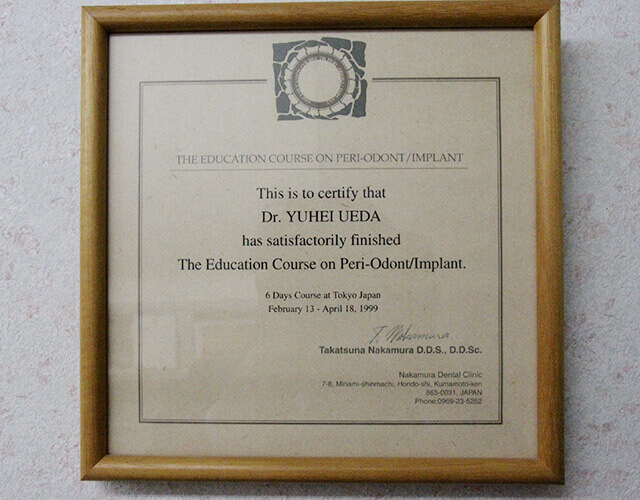 THE EDUCATION COURSE ON PERI-ODONT/IMPLANT
This is to certify that
Dr. YUHEI UEDA
has satisfactorily finished
The Education Course on Peri-Odont/Implant.
6 Days Course at Tokyo Japan
February 13 - April 18, 1999
T. Nakamura
Takatsuna Nakamura D.D.S., D.D.Sc.
Nakamura Dental Clinic
7-8, Minami-shinmachi, Hondo-shi, Kumamoto-ken
863-0031, JAPAN
Phone:0969-23-5252